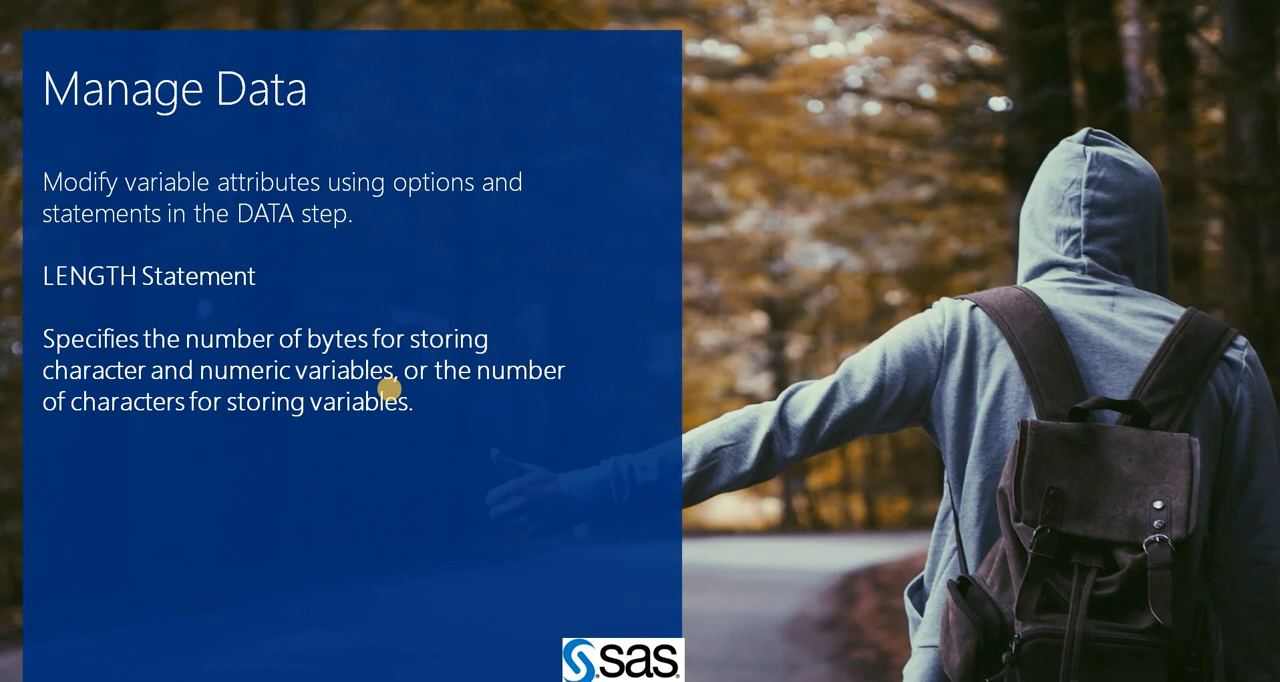 Manage Data
Modify variable attributes using options and
statements in the DATA step.
LENGTH Statement
Specifies the number of bytes for storing
character and numeric variables, or the number
of characters for storing variables.
sas